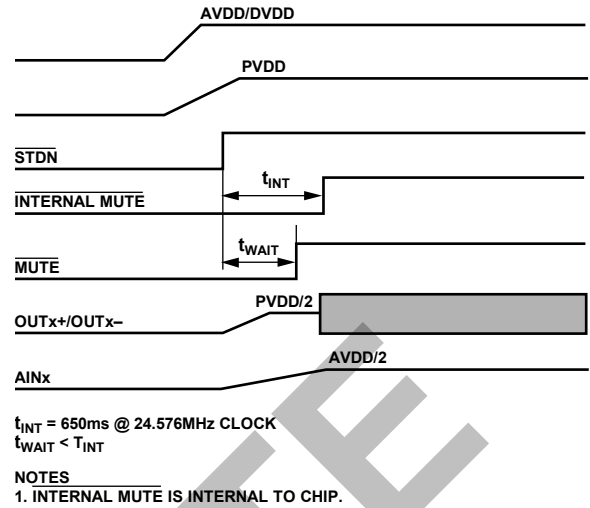 AVDD/DVDD
PVDD
STDN
tINT
INTERNAL MUTE
tWAIT
MUTE
PVDD/2
OUTx+/OUTx–
AVDD/2
AINx
tINT = 650ms @ 24.576MHz CLOCK
tWAIT < TINT
NOTES
1. INTERNAL MUTE IS INTERNAL TO CHIP.